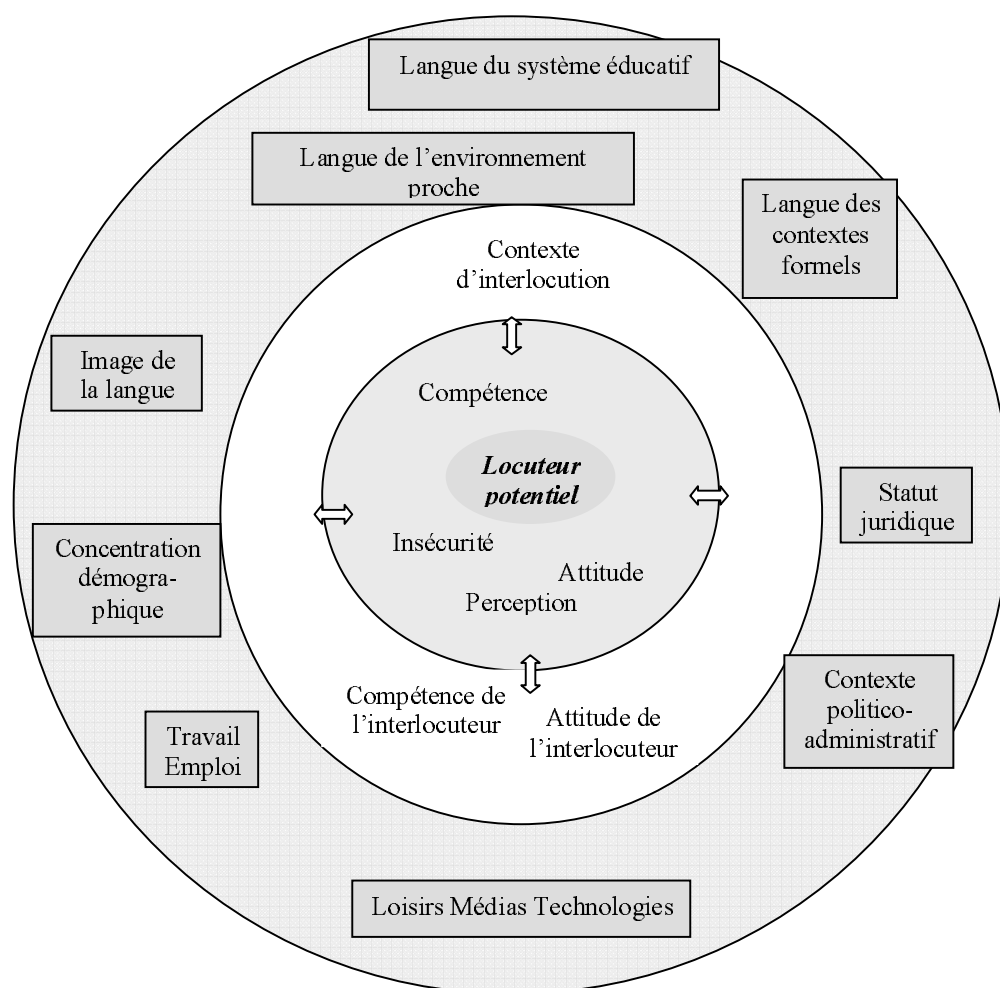 Langue du système éducatif
Langue de l’environnement
proche
Langue des
contextes
formels
Contexte
d’interlocution
Image de
la langue
Compétence
Locuteur
potentiel
Statut
juridique
Insécurité
Attitude
Perception
Concentration
démogra-
phique
Compétence de
l’interlocuteur
Attitude de
l’interlocuteur
Contexte
politico-
administratif
Travail
Emploi
Loisirs Médias Technologies